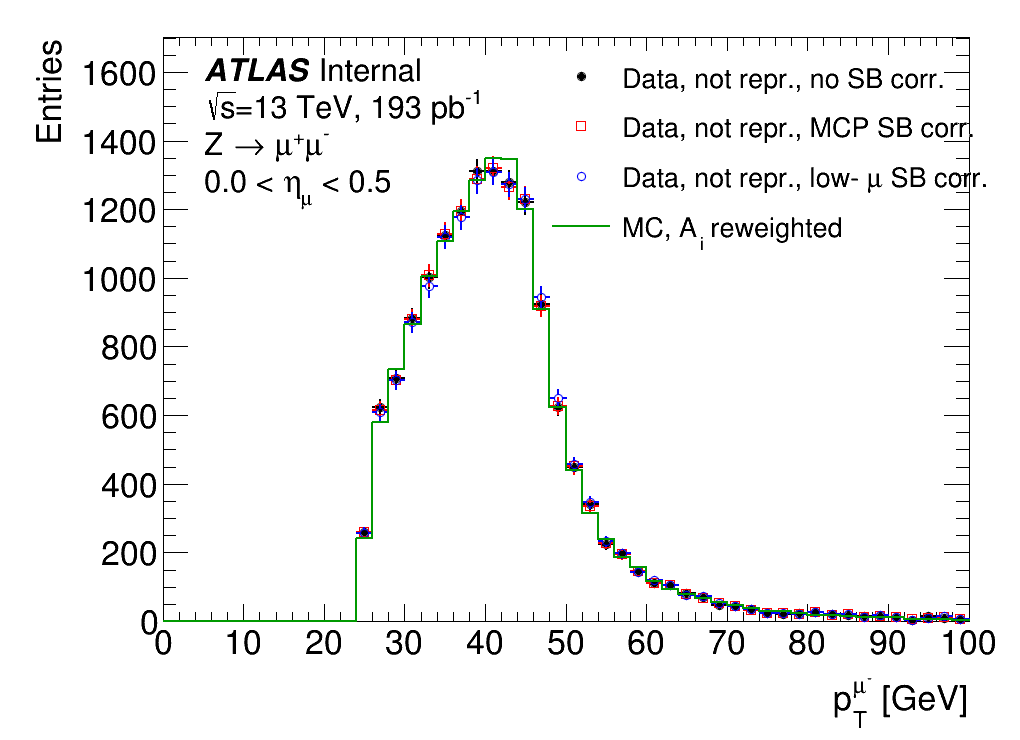 Entries
1600
1400
1200
1000
800
600
400
200
0
ATLAS Internal
√s=13 TeV, 193 pb⁻¹
Z → μ⁺μ⁻
0.0 < η_μ < 0.5
Data, not repr., no SB corr.
Data, not repr., MCP SB corr.
Data, not repr., low- μ SB corr.
MC, A_i reweighted
0 10 20 30 40 50 60 70 80 90 100
p_T^μ⁻ [GeV]